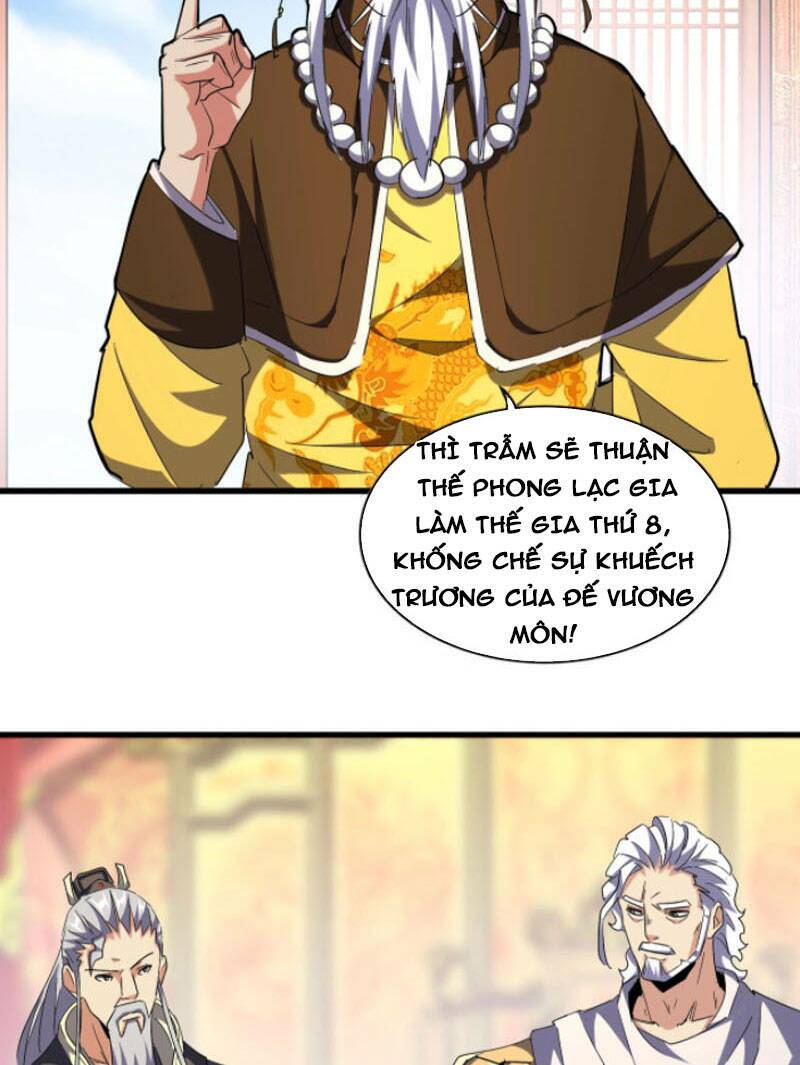 THÌ TRẪM SẼ THUẬN
THẾ PHONG LẠC GIA
LÀM THẾ GIA THỨ 8,
KHỐNG CHẾ SỰ KHUẾCH
TRƯƠNG CỦA ĐẾ VƯƠNG
MÔN!